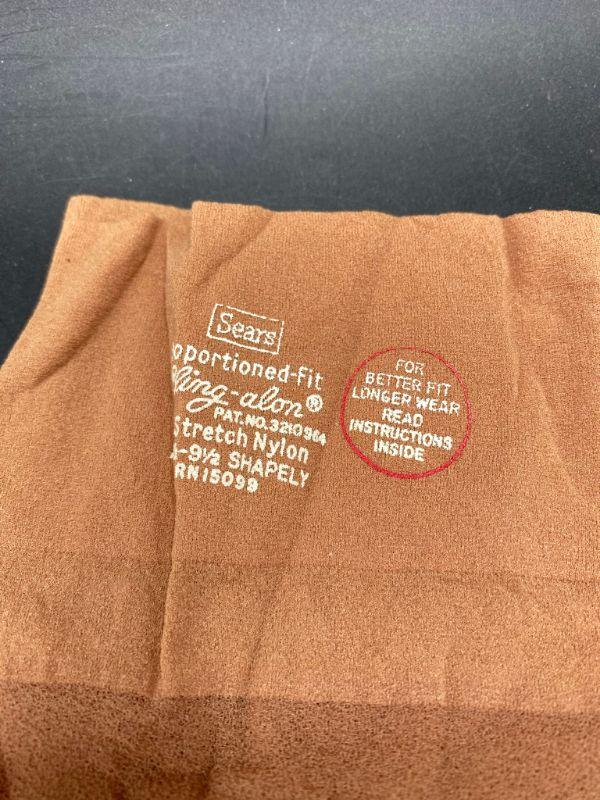 Sears
oportioned-fit
ling-alon®
PAT.NO.3210964
Stretch Nylon
-9½ SHAPELY
RN15099
FOR
BETTER FIT
LONGER WEAR
READ
INSTRUCTIONS
INSIDE